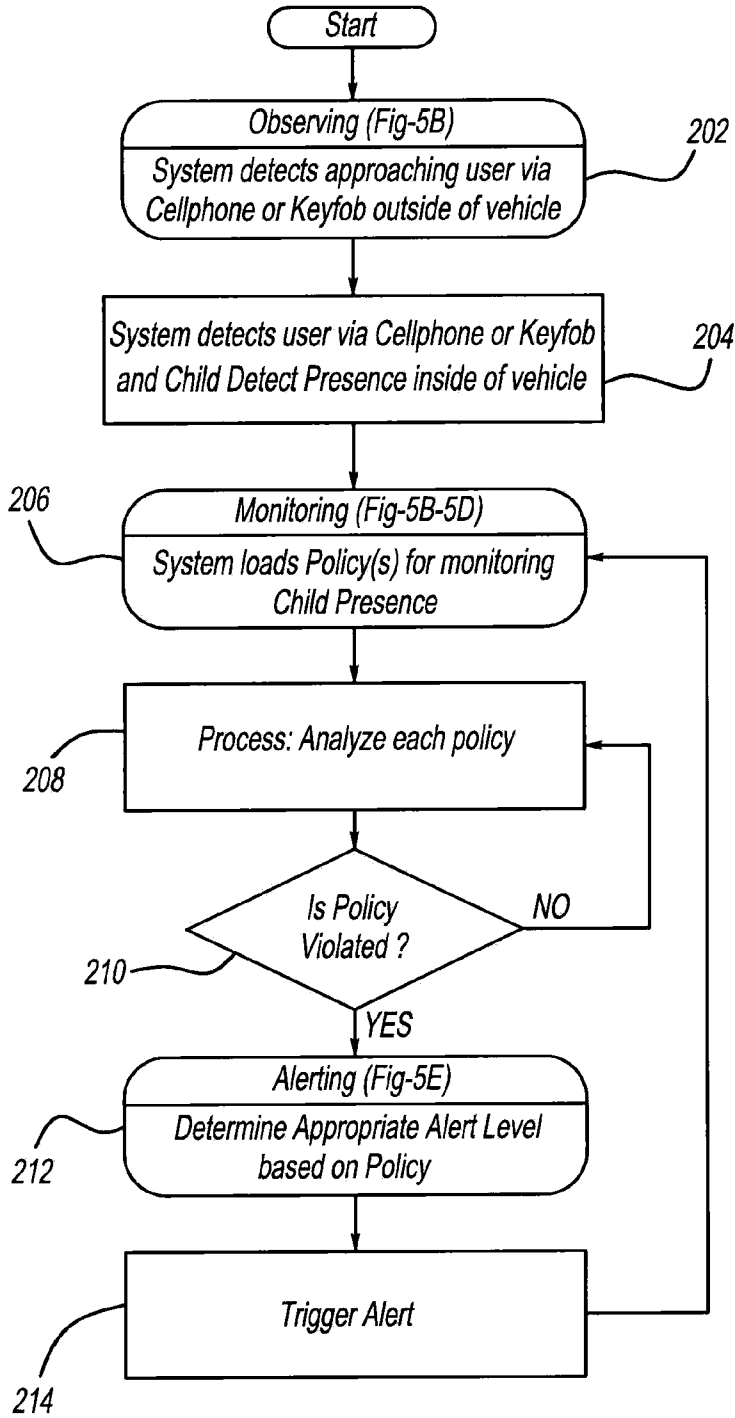 Start
Observing (Fig-5B)
System detects approaching user via
Cellphone or Keyfob outside of vehicle
202
System detects user via Cellphone or Keyfob
and Child Detect Presence inside of vehicle
204
206
Monitoring (Fig-5B-5D)
System loads Policy(s) for monitoring
Child Presence
Process: Analyze each policy
208
Is Policy
Violated ?
NO
210
YES
Alerting (Fig-5E)
Determine Appropriate Alert Level
based on Policy
212
Trigger Alert
214